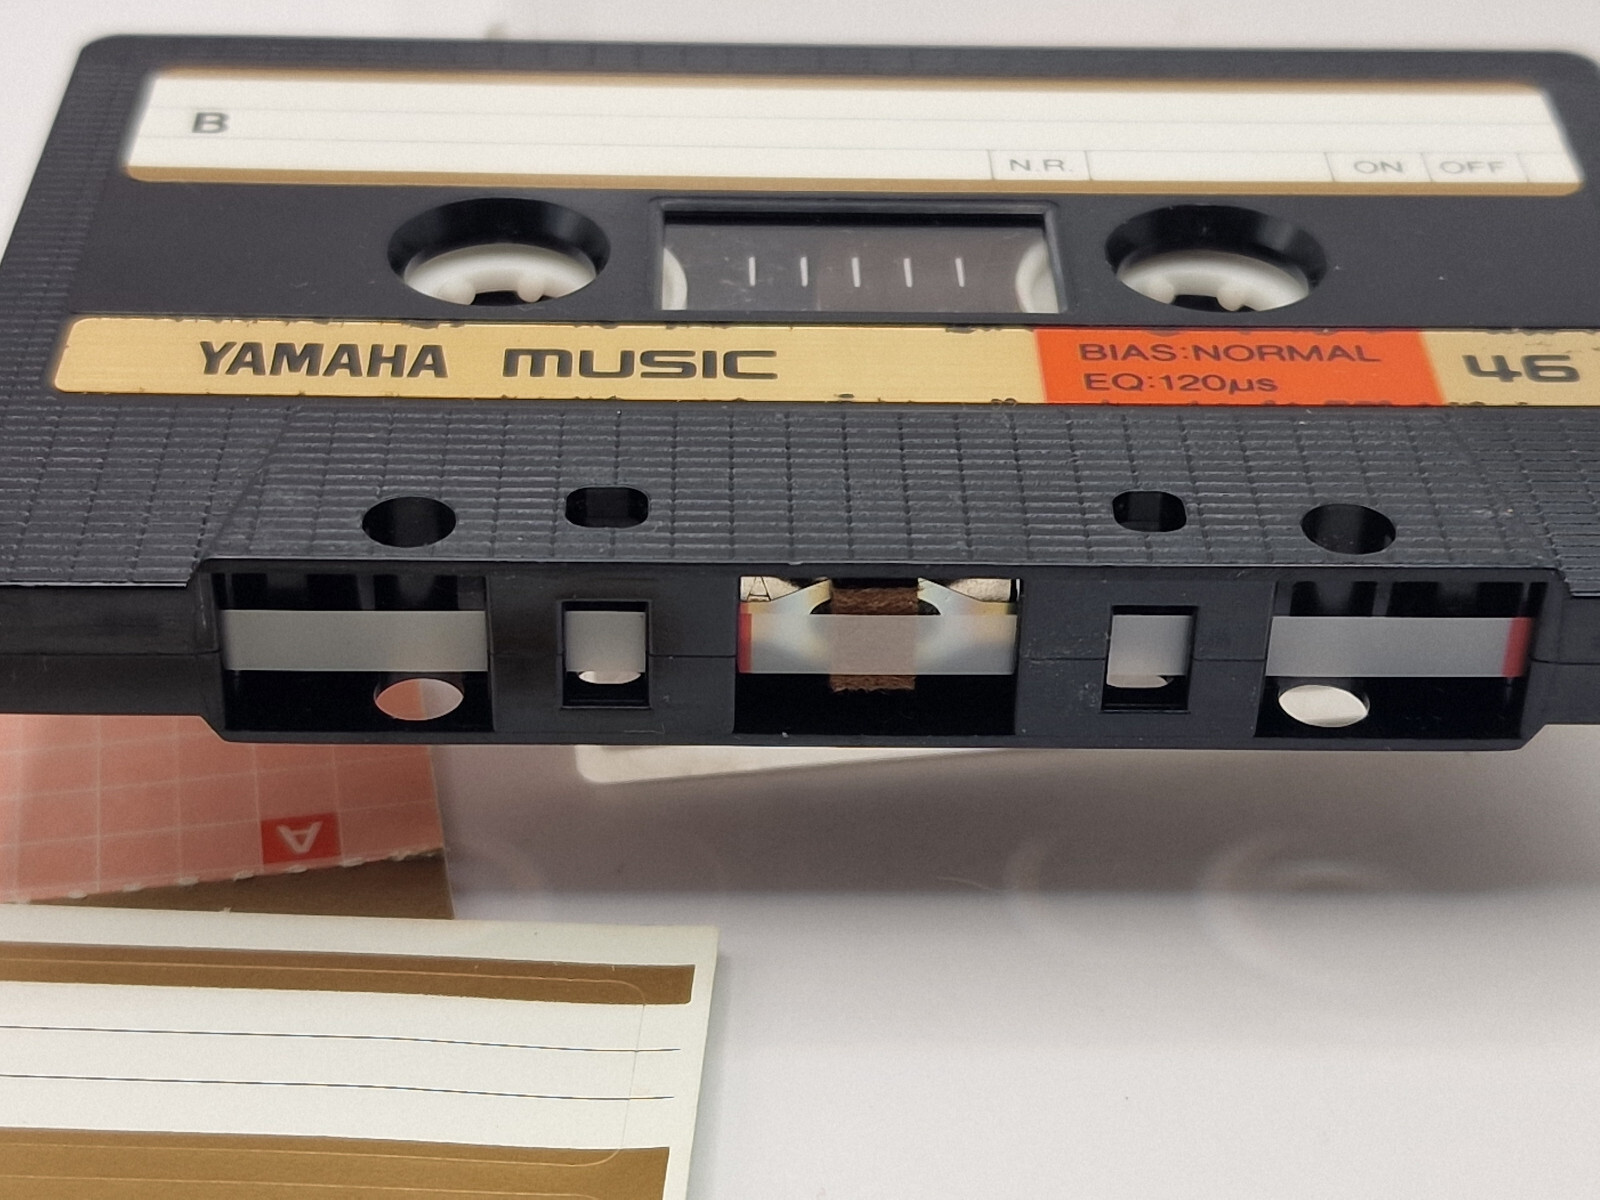 B
N.R. ON OFF
YAMAHA MUSIC
BIAS:NORMAL
EQ:120µs
46
A
A